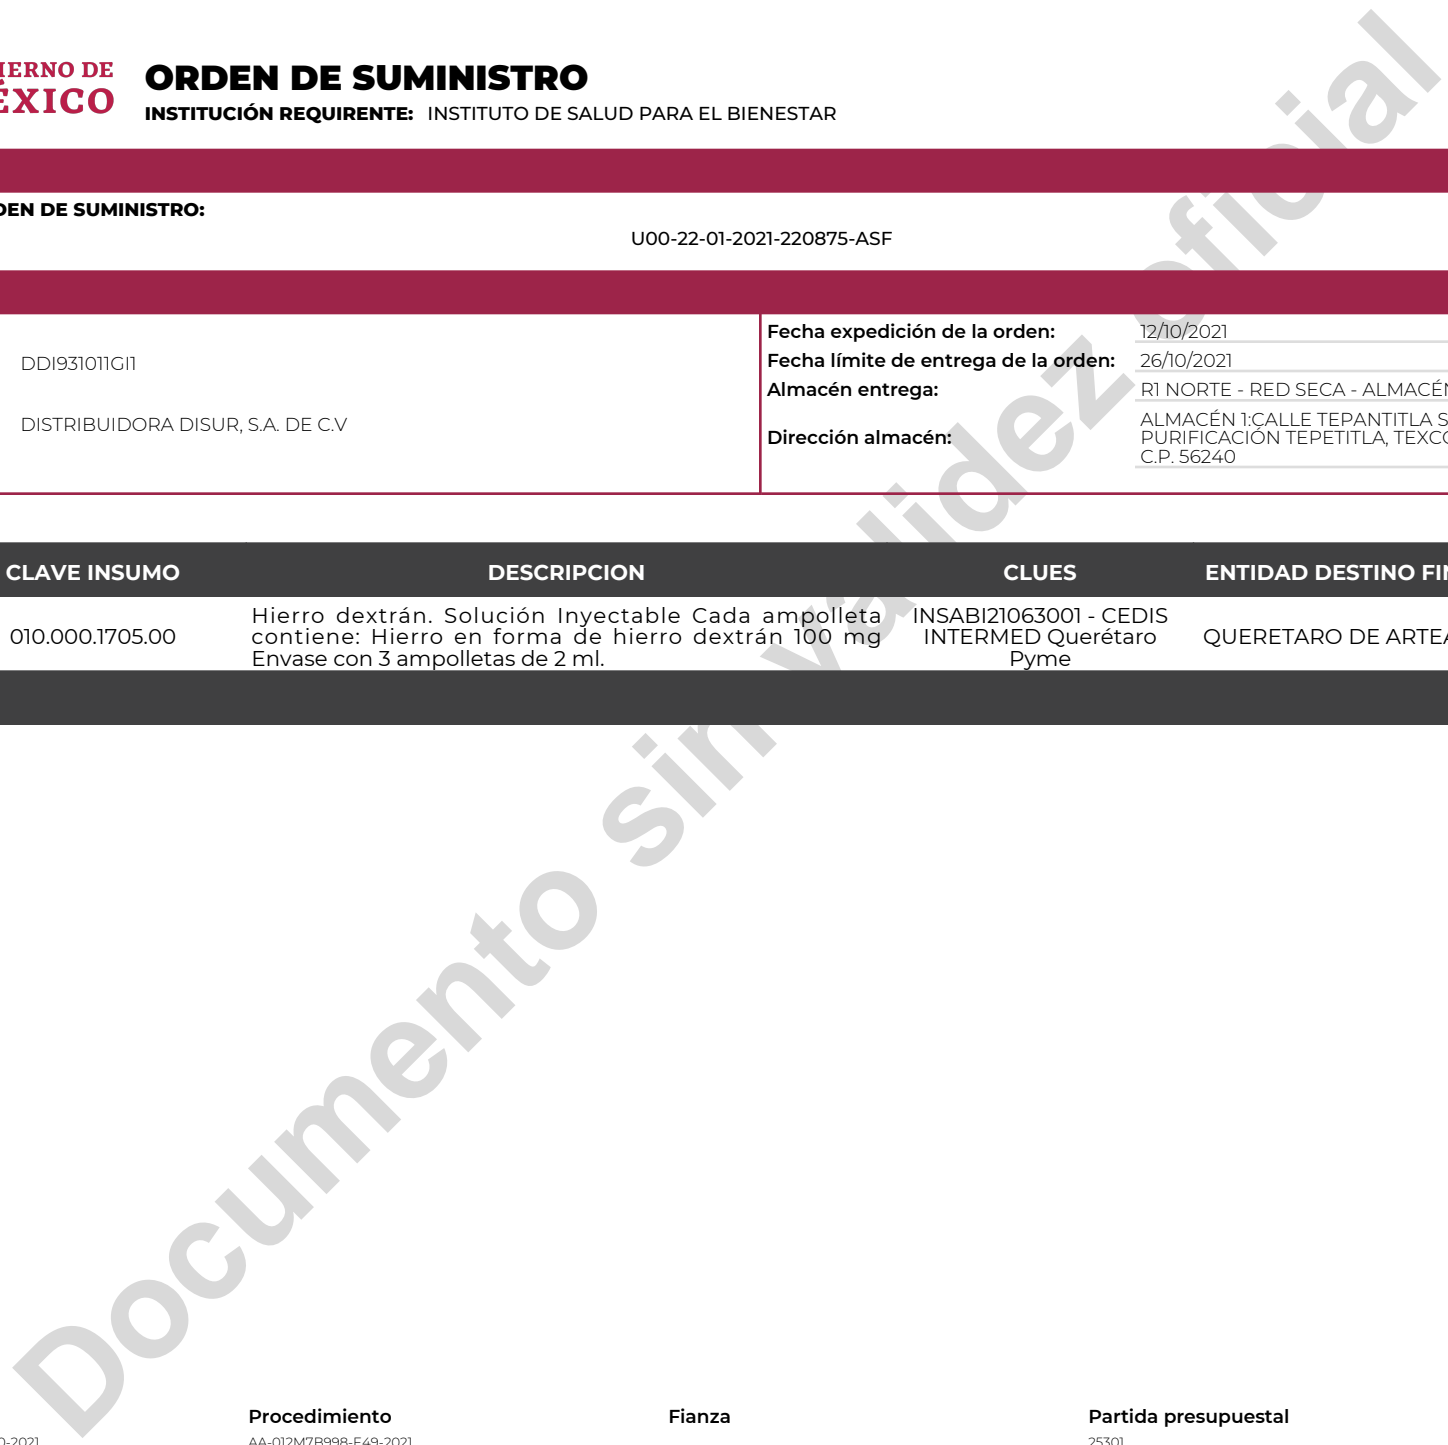 ORDEN DE SUMINISTRO
INSTITUCIÓN REQUIRENTE: INSTITUTO DE SALUD PARA EL BIENESTAR
DE
ÉXICO
DE SUMINISTRO:
U00-22-01-2021-220875-ASF
DDI931011GI1
DISTRIBUIDORA DISUR, S.A. DE C.V
Fecha expedición de la orden: 12/10/2021
Fecha límite de entrega de la orden: 26/10/2021
Almacén entrega: R1 NORTE - RED SECA - ALMACÉN
Dirección almacén:
ALMACÉN 1:CALLE TEPANTITLA
PURIFICACIÓN TEPETITLA,
C.P. 56240
CLAVE INSUMO DESCRIPCION CLUES ENTIDAD DESTINO
010.000.1705.00
Hierro dextrán. Solución Inyectable Cada ampolleta
contiene: Hierro en forma de hierro dextrán 100 mg
Envase con 3 ampolletas de 2 ml.
INSABI21063001 - CEDIS
INTERMED Querétaro
Pyme
QUERETARO DE
Documento sin validez oficial
Procedimiento Fianza Partida presupuestal
AA-012M7B998-E49-2021 25301